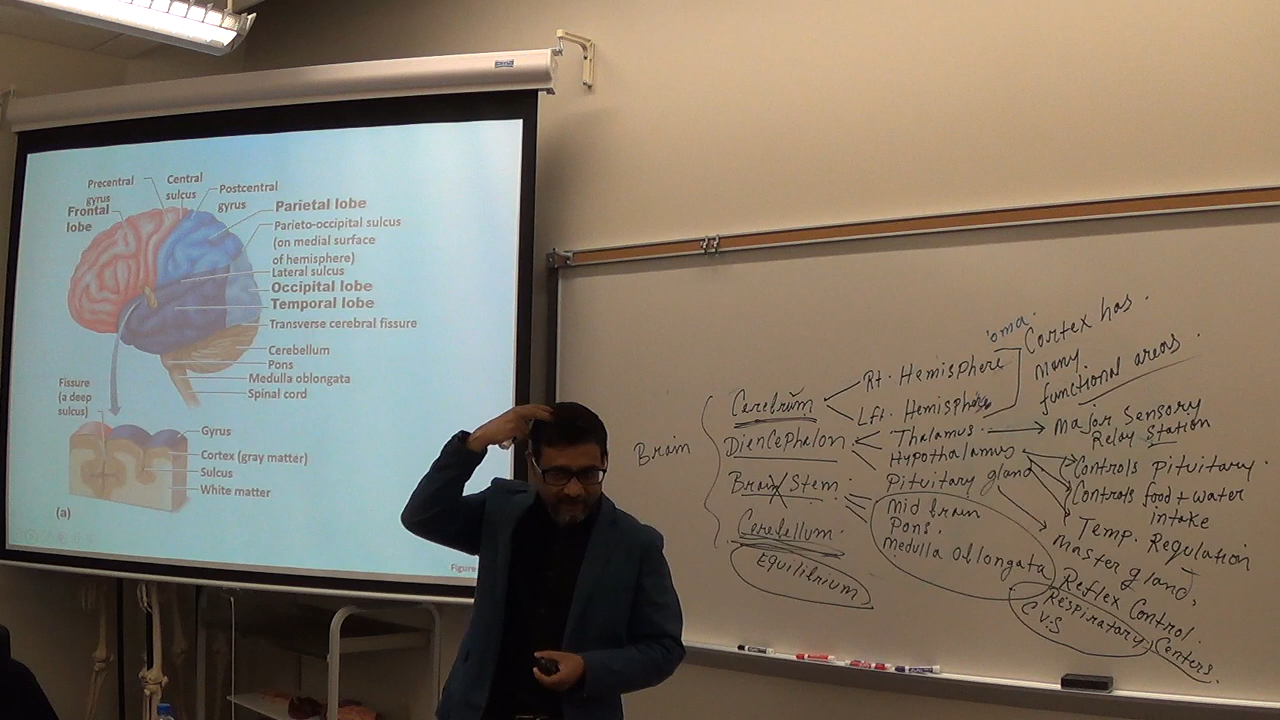 Precentral
gyrus
Central
sulcus
Postcentral
gyrus
Frontal
lobe
Parietal lobe
Parieto-occipital sulcus
(on medial surface
of hemisphere)
Lateral sulcus
Occipital lobe
Temporal lobe
Transverse cerebral fissure
Cerebellum
Pons
Medulla oblongata
Spinal cord
Fissure
(a deep
sulcus)
Gyrus
Cortex (gray matter)
Sulcus
White matter
(a)
Figure
Brain
Cerebrum
Diencephalon
Brain Stem
Cerebellum
Equilibrium
Rt. Hemisphere
Lft. Hemisphere
Thalamus
Hypothalamus
Pituitary gland
Mid brain
Pons.
Medulla oblongata
oma.
Cortex has
many
functional areas.
Major Sensory
Relay Station
Controls Pituitary.
Controls food + water
intake
Temp. Regulation
Master gland,
Reflex Control.
Respiratory
C.V.S
Centers.